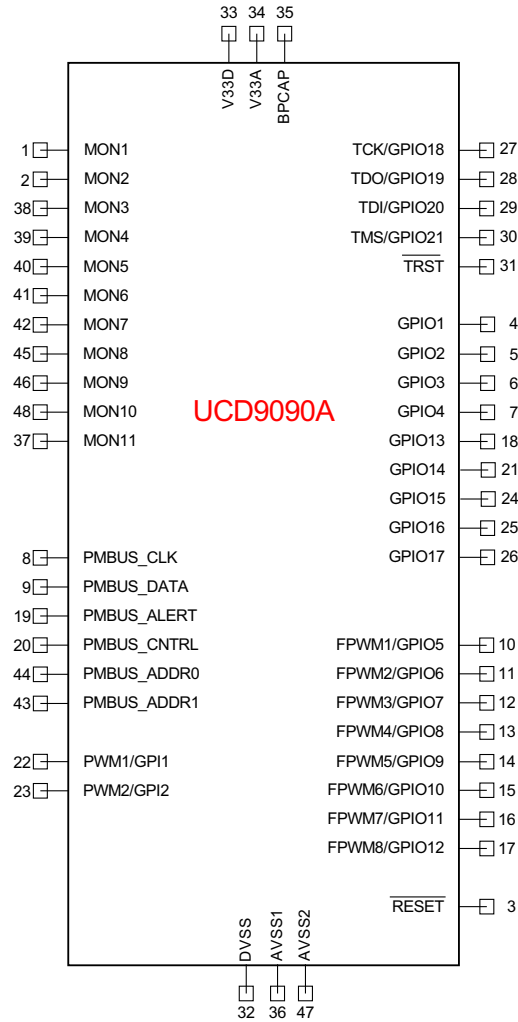 33 34 35
V33D V33A BPCAP
1 MON1 TCK/GPIO18 27
2 MON2 TDO/GPIO19 28
38 MON3 TDI/GPIO20 29
39 MON4 TMS/GPIO21 30
40 MON5 TRST 31
41 MON6
42 MON7 GPIO1 4
45 MON8 GPIO2 5
46 MON9 GPIO3 6
48 MON10 UCD9090A GPIO4 7
37 MON11 GPIO13 18
GPIO14 21
GPIO15 24
GPIO16 25
8 PMBUS_CLK GPIO17 26
9 PMBUS_DATA
19 PMBUS_ALERT
20 PMBUS_CNTRL FPWM1/GPIO5 10
44 PMBUS_ADDR0 FPWM2/GPIO6 11
43 PMBUS_ADDR1 FPWM3/GPIO7 12
FPWM4/GPIO8 13
22 PWM1/GPI1 FPWM5/GPIO9 14
23 PWM2/GPI2 FPWM6/GPIO10 15
FPWM7/GPIO11 16
FPWM8/GPIO12 17
RESET 3
DVSS AVSS1 AVSS2
32 36 47